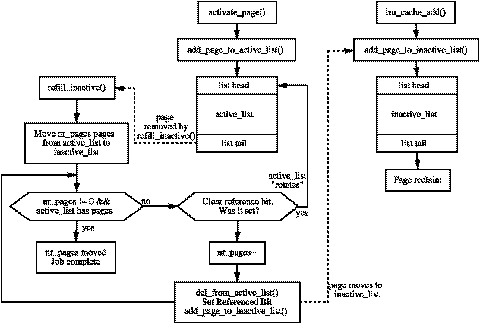 activate_page()
lru_cache_add()
add_page_to_active_list()
add_page_to_inactive_list()
refill_inactive()
list head
active_list
list tail
list head
inactive_list
list tail
page
removed by
refill_inactive()
Move nr_pages pages
from active_list to
inactive_list
Page reclaim
active_list
"rotates"
nr_pages != 0 &&
active_list has pages
no
Clear reference bit.
Was it set?
yes
yes
nr_pages moved
Job complete
nr_pages--
del_from_active_list()
Set Referenced Bit
add_page_to_inactive_list()
page moves to
inactive_list